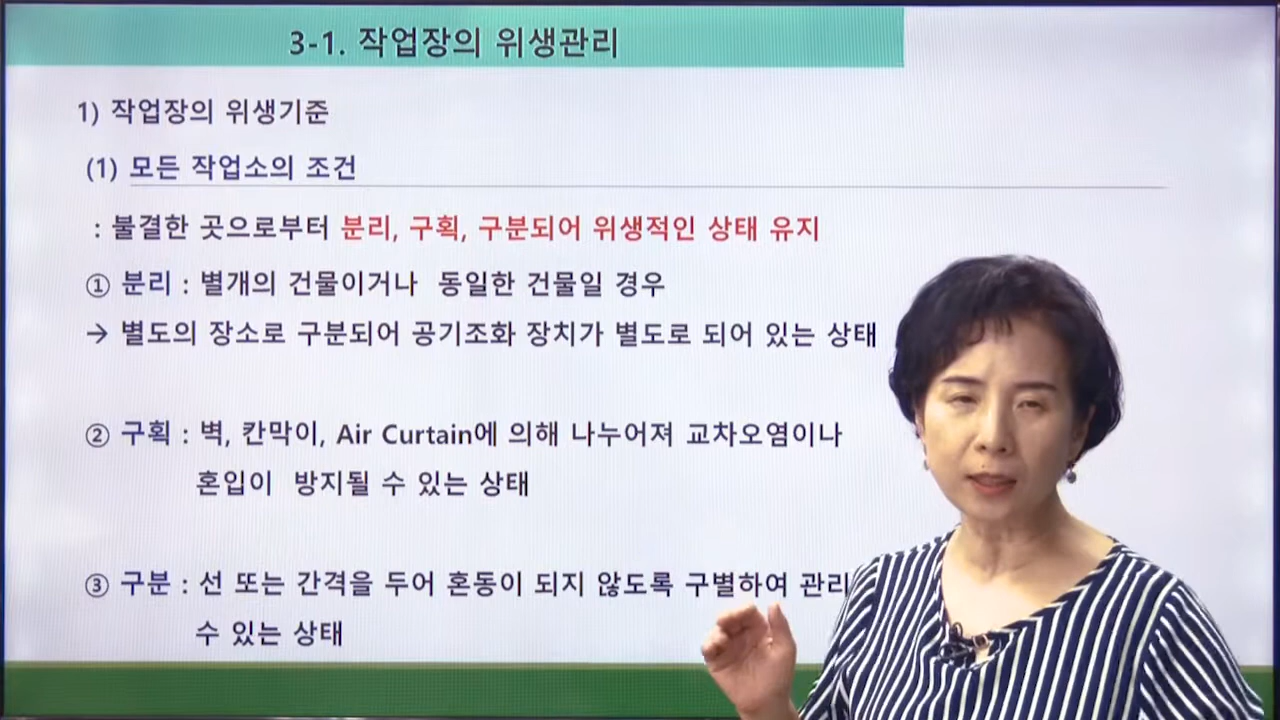 3-1. 작업장의 위생관리
1) 작업장의 위생기준
(1) 모든 작업소의 조건
: 불결한 곳으로부터 분리, 구획, 구분되어 위생적인 상태 유지
① 분리 : 별개의 건물이거나 동일한 건물일 경우
→ 별도의 장소로 구분되어 공기조화 장치가 별도로 되어 있는 상태
② 구획 : 벽, 칸막이, Air Curtain에 의해 나누어져 교차오염이나
혼입이 방지될 수 있는 상태
③ 구분 : 선 또는 간격을 두어 혼동이 되지 않도록 구별하여 관리
수 있는 상태